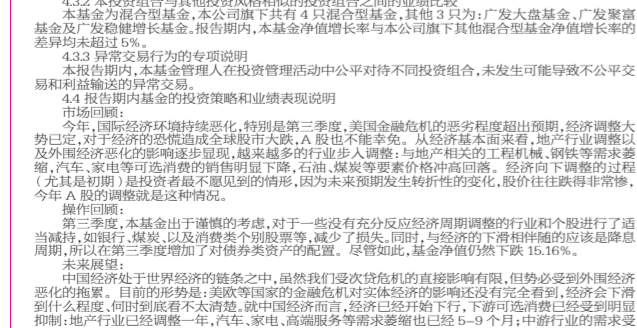 4.3.2 本投资组合与其他投资风格相似的投资组合之间的业绩比较
本基金为混合型基金,本公司旗下共有 4 只混合型基金,其他 3 只为:广发大盘基金、广发聚富
基金及广发稳健增长基金。报告期内,本基金净值增长率与本公司旗下其他混合型基金净值增长率的
差异均未超过 5%。
4.3.3 异常交易行为的专项说明
本报告期内,本基金管理人在投资管理活动中公平对待不同投资组合,未发生可能导致不公平交
易和利益输送的异常交易。
4.4 报告期内基金的投资策略和业绩表现说明
市场回顾:
今年,国际经济环境持续恶化,特别是第三季度,美国金融危机的恶劣程度超出预期,经济调整大
势已定,对于经济的恐慌造成全球股市大跌,A 股也不能幸免。从经济基本面来看,地产行业调整以
及外围经济恶化的影响逐步显现,越来越多的行业步入调整:与地产相关的工程机械、钢铁等需求萎
缩,汽车、家电等可选消费的销售明显下降,石油、煤炭等要素价格冲高回落。经济向下调整的过程
(尤其是初期)是投资者最不愿见到的情形,因为未来预期发生转折性的变化,股价往往跌得非常惨,
今年 A 股的调整就是这种情况。
操作回顾:
第三季度,本基金出于谨慎的考虑,对于一些没有充分反应经济周期调整的行业和个股进行了适
当减持,如银行、煤炭、以及消费类个别股票等,减少了损失。同时,与经济的下滑相伴随的应该是降息
周期,所以在第三季度增加了对债券类资产的配置。尽管如此,基金净值仍然下跌 15.16%。
未来展望:
中国经济处于世界经济的链条之中,虽然我们受次贷危机的直接影响有限,但势必受到外围经济
恶化的拖累。目前的形势是:美欧等国家的金融危机对实体经济的影响还没有完全看到,经济会下滑
到什么程度、何时到底看不太清楚。就中国经济而言,经济已经开始下行,下游可选消费已受到明显
抑制:地产行业已经调整一年,汽车、家电、高端服务等需求萎缩也已经 5-9 个月;中游行业的需求受